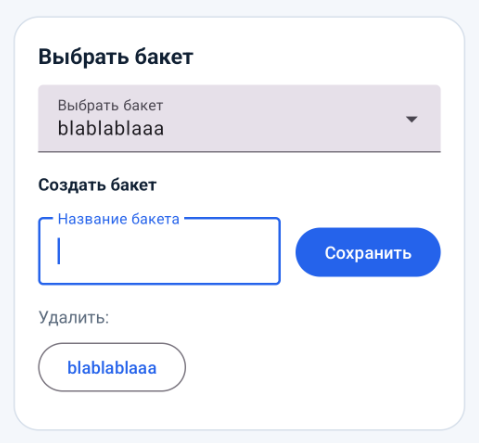 Выбрать бакет
Выбрать бакет
blablablaaa
Создать бакет
Название бакета
Сохранить
Удалить:
blablablaaa